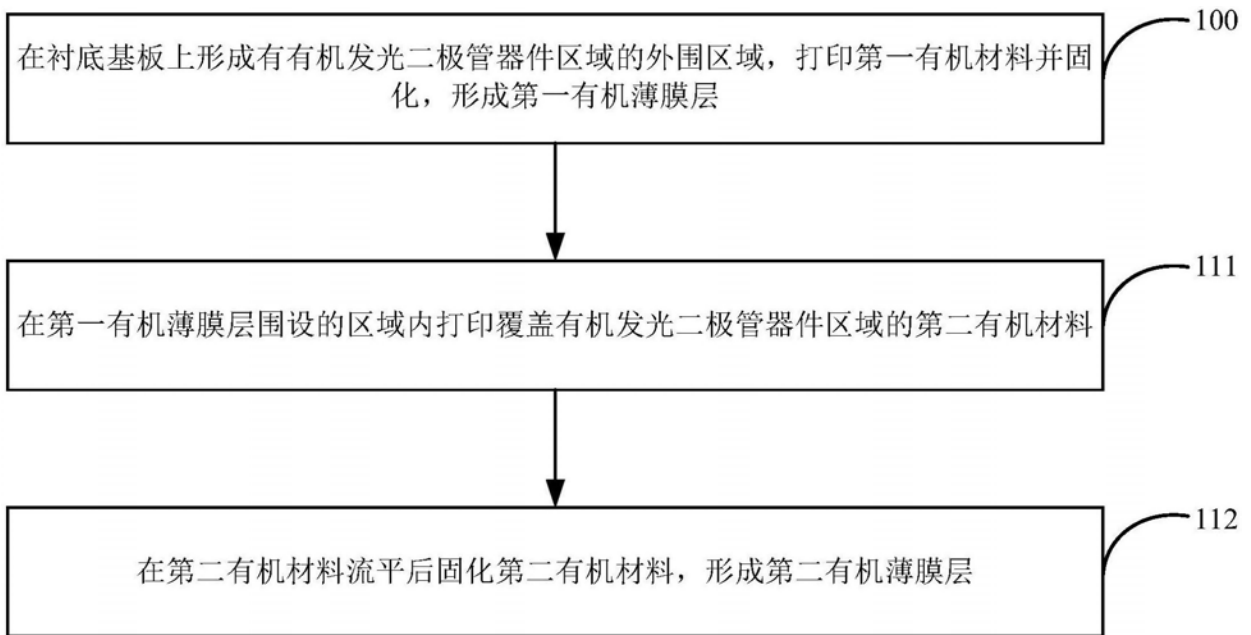 在衬底基板上形成有有机发光二极管器件区域的外围区域，打印第一有机材料并固
化，形成第一有机薄膜层
100
在第一有机薄膜层围设的区域内打印覆盖有机发光二极管器件区域的第二有机材料
111
在第二有机材料流平后固化第二有机材料，形成第二有机薄膜层
112